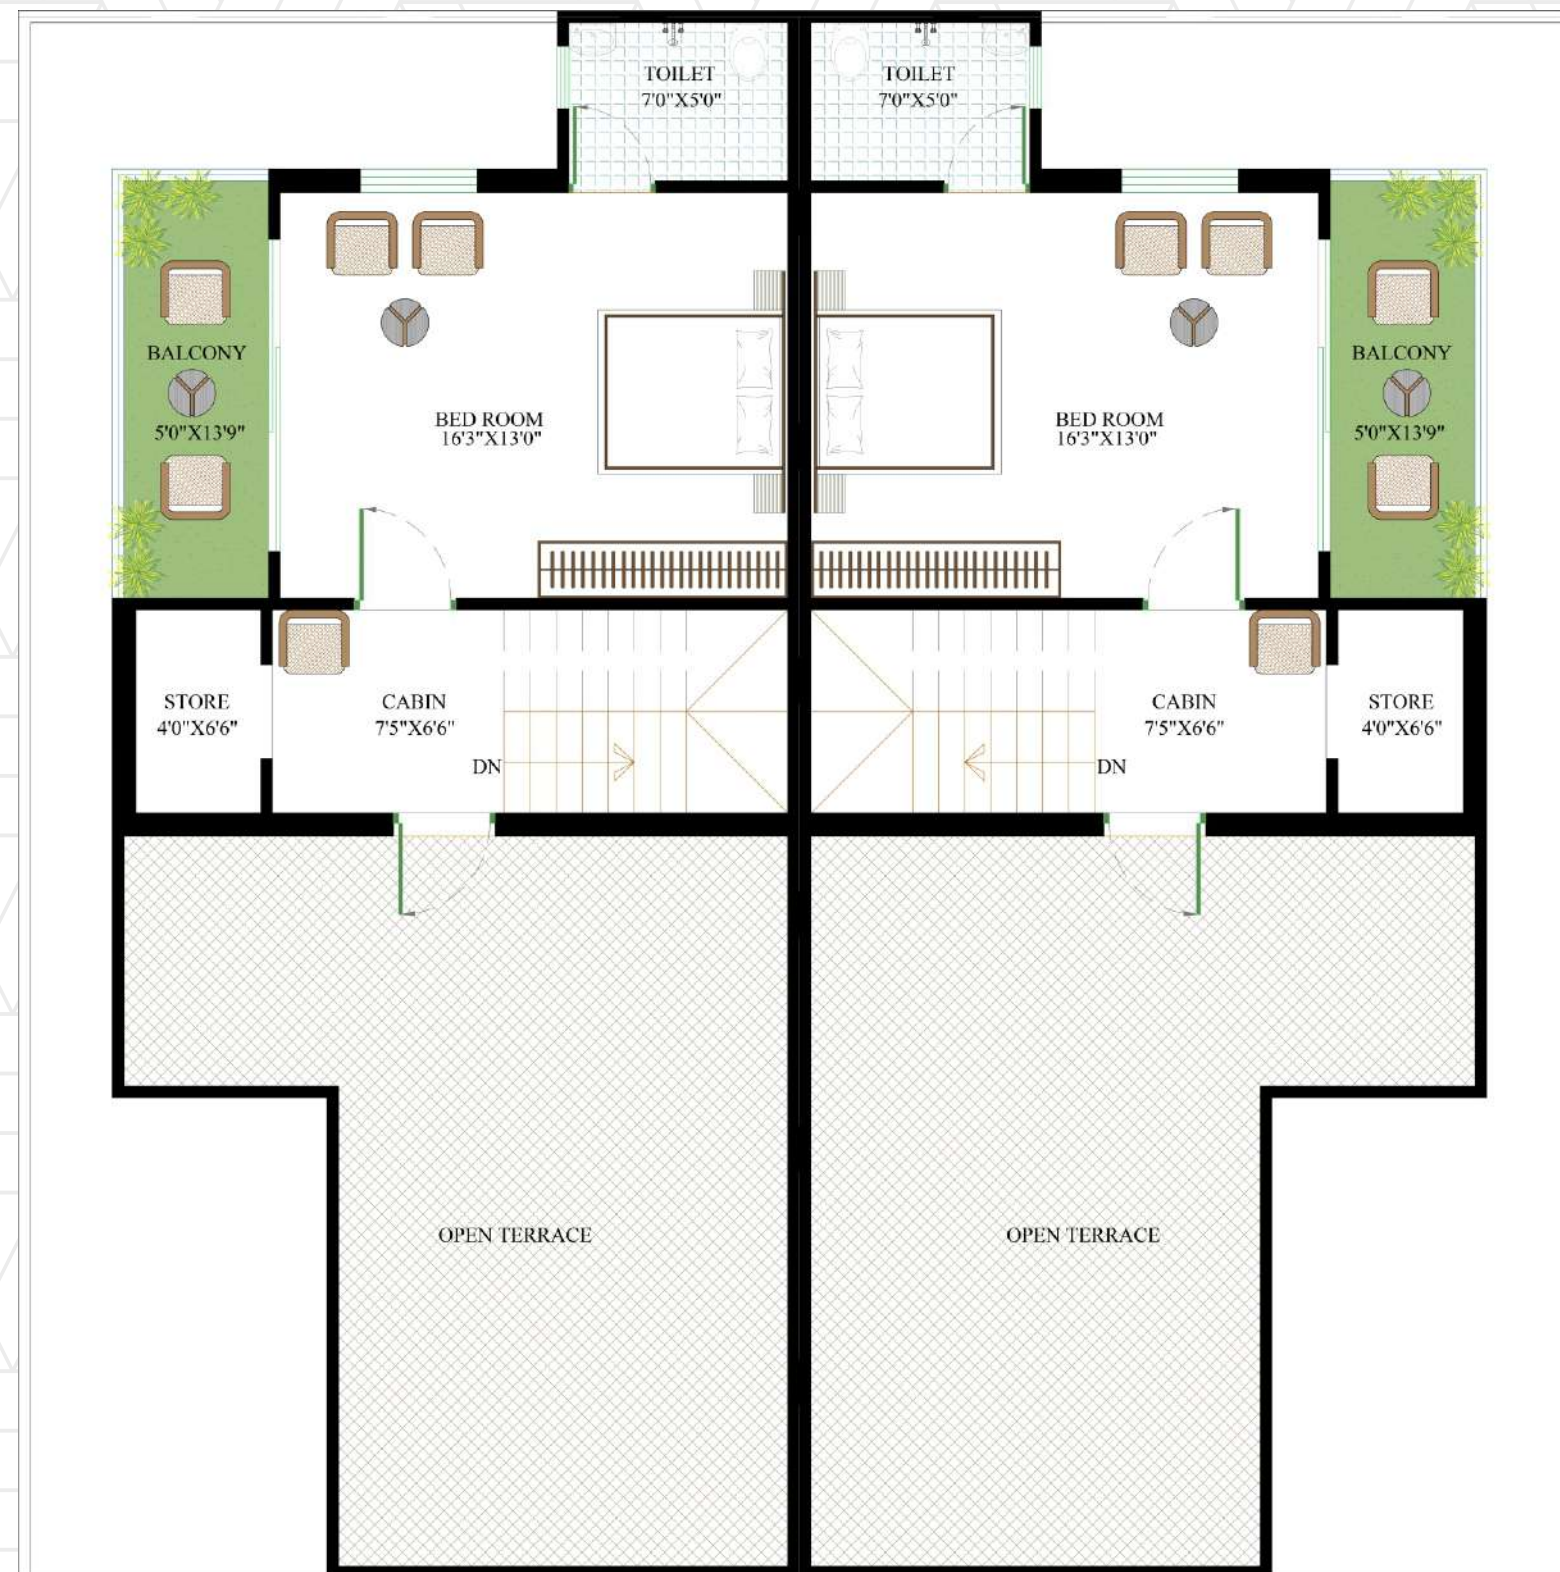 TOILET
7'0"X5'0"
TOILET
7'0"X5'0"
BALCONY
5'0"X13'9"
BED ROOM
16'3"X13'0"
BED ROOM
16'3"X13'0"
BALCONY
5'0"X13'9"
STORE
4'0"X6'6"
CABIN
7'5"X6'6"
DN
DN
CABIN
7'5"X6'6"
STORE
4'0"X6'6"
OPEN TERRACE
OPEN TERRACE